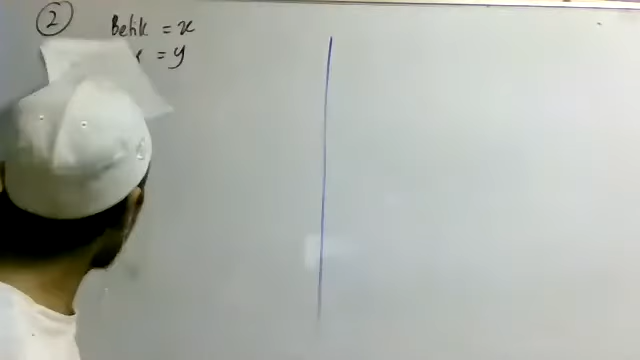 ② Betik = x
= y